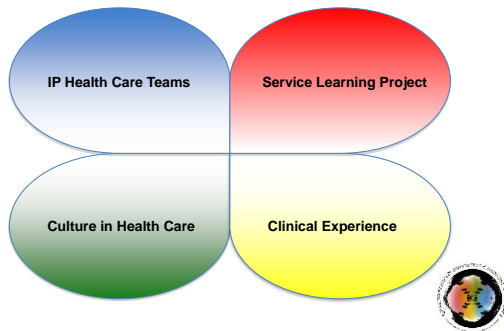 IP Health Care Teams
Service Learning Project
Culture in Health Care
Clinical Experience